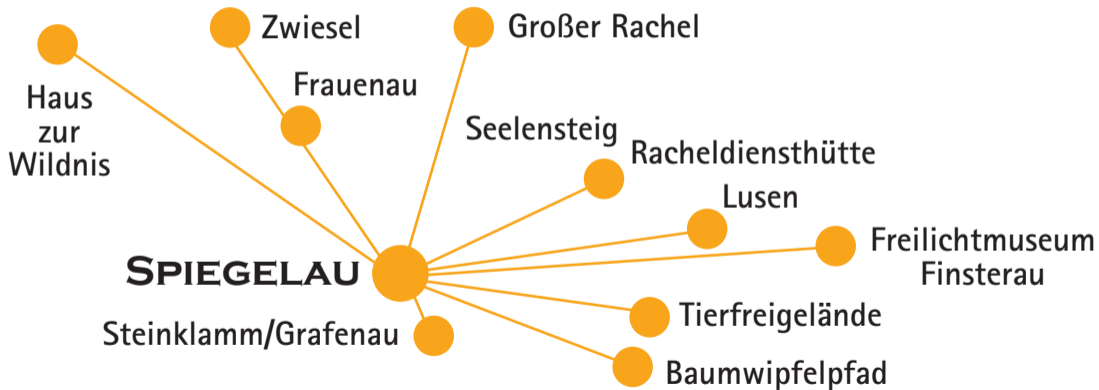 Zwiesel
Großer Rachel
Haus
zur
Wildnis
Frauenau
Seelensteig
Racheldiensthütte
Lusen
Freilichtmuseum
Finsterau
SPIEGELAU
Tierfreigelände
Steinklamm/Grafenau
Baumwipfelpfad